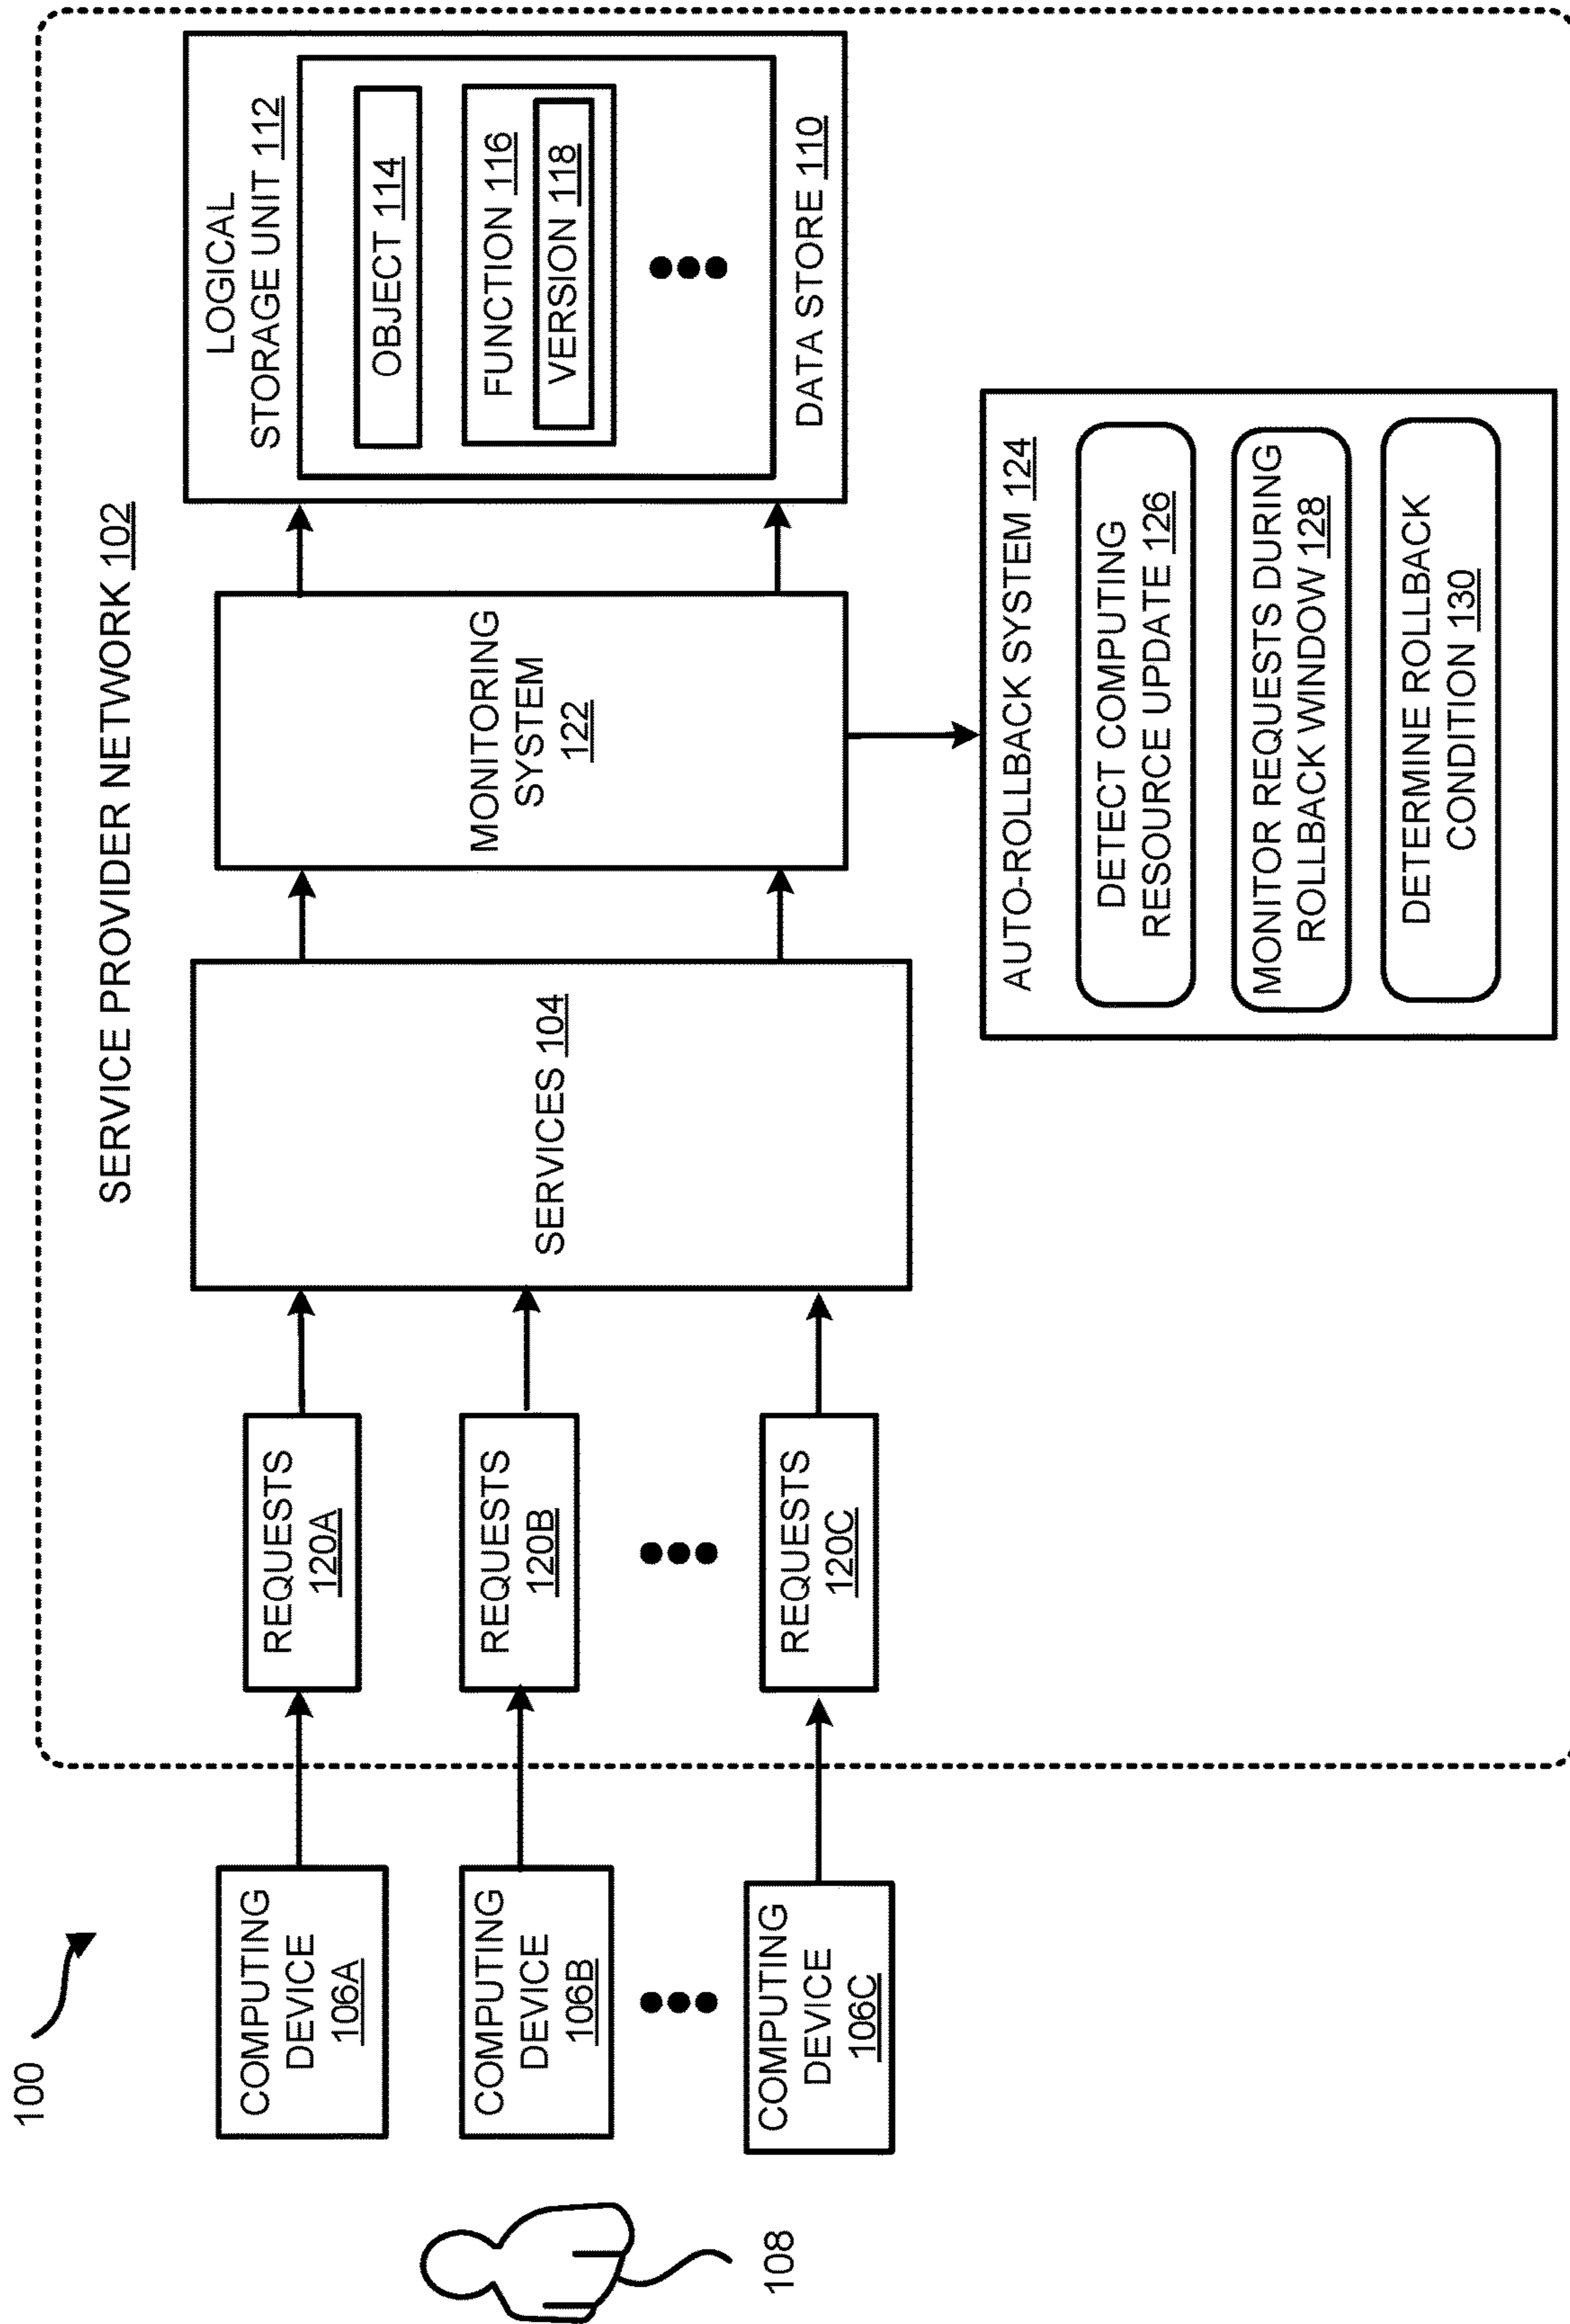 100
SERVICE PROVIDER NETWORK 102
COMPUTING
DEVICE
106A
COMPUTING
DEVICE
106B
COMPUTING
DEVICE
106C
108
REQUESTS
120A
REQUESTS
120B
REQUESTS
120C
SERVICES 104
MONITORING
SYSTEM
122
LOGICAL
STORAGE UNIT 112
OBJECT 114
FUNCTION 116
VERSION 118
DATA STORE 110
AUTO-ROLLBACK SYSTEM 124
DETECT COMPUTING
RESOURCE UPDATE 126
MONITOR REQUESTS DURING
ROLLBACK WINDOW 128
DETERMINE ROLLBACK
CONDITION 130